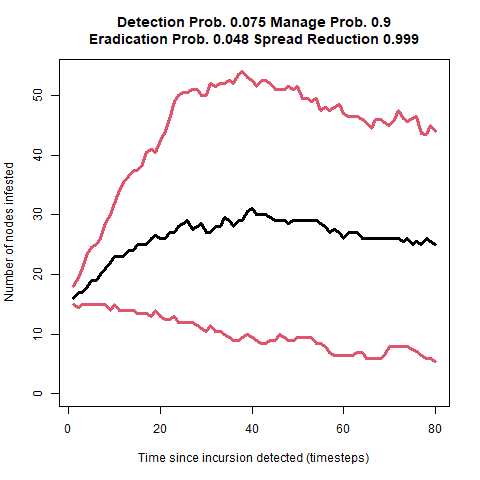 Detection Prob. 0.075 Manage Prob. 0.9
Eradication Prob. 0.048 Spread Reduction 0.999
Number of nodes infested
50
40
30
20
10
0
0
20
40
60
80
Time since incursion detected (timesteps)